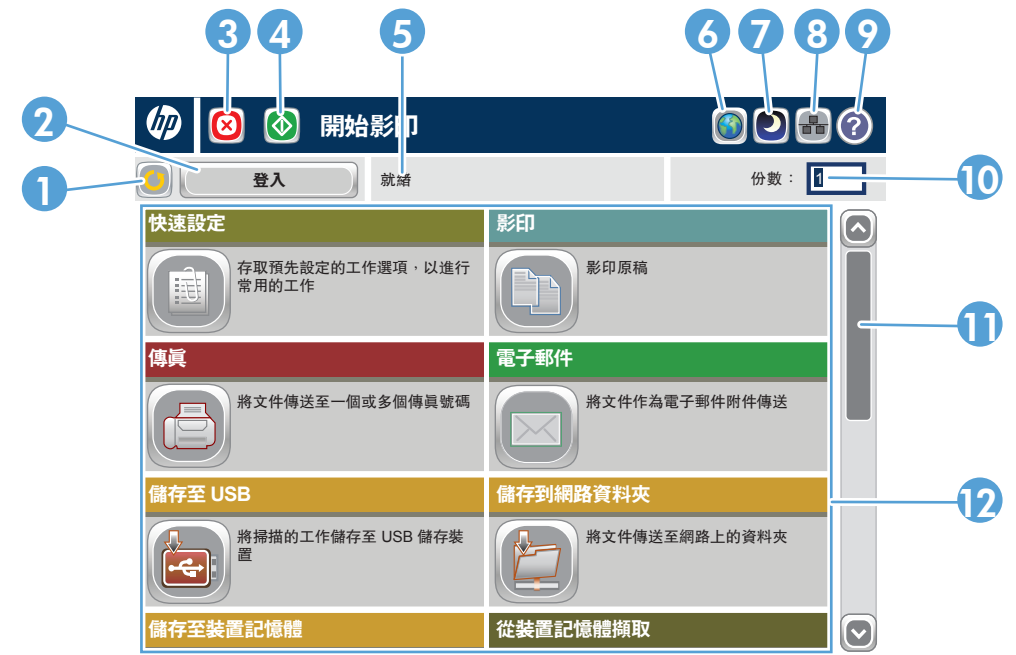 3 4 5 6 7 8 9
2
hp
開始影印
?
1
登入
就緒
份數：
1
10
快速設定
影印
存取預先設定的工作選項，以進行
常用的工作
影印原稿
11
傳真
電子郵件
將文件傳送至一個或多個傳真號碼
將文件作為電子郵件附件傳送
儲存至 USB
儲存到網路資料夾
12
將掃描的工作儲存至 USB 儲存裝
置
將文件傳送至網路上的資料夾
儲存至裝置記憶體
從裝置記憶體擷取